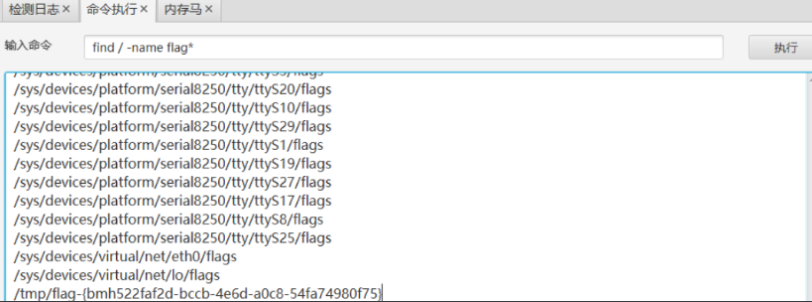 检测日志× 命令执行× 内存马×
输入命令 find / -name flag* 执行
/sys/devices/platform/serial8250/tty/ttyS20/flags
/sys/devices/platform/serial8250/tty/ttyS10/flags
/sys/devices/platform/serial8250/tty/ttyS29/flags
/sys/devices/platform/serial8250/tty/ttyS1/flags
/sys/devices/platform/serial8250/tty/ttyS19/flags
/sys/devices/platform/serial8250/tty/ttyS27/flags
/sys/devices/platform/serial8250/tty/ttyS17/flags
/sys/devices/platform/serial8250/tty/ttyS8/flags
/sys/devices/platform/serial8250/tty/ttyS25/flags
/sys/devices/virtual/net/eth0/flags
/sys/devices/virtual/net/lo/flags
/tmp/flag-{bmh522faf2d-bccb-4e6d-a0c8-54fa74980f75}